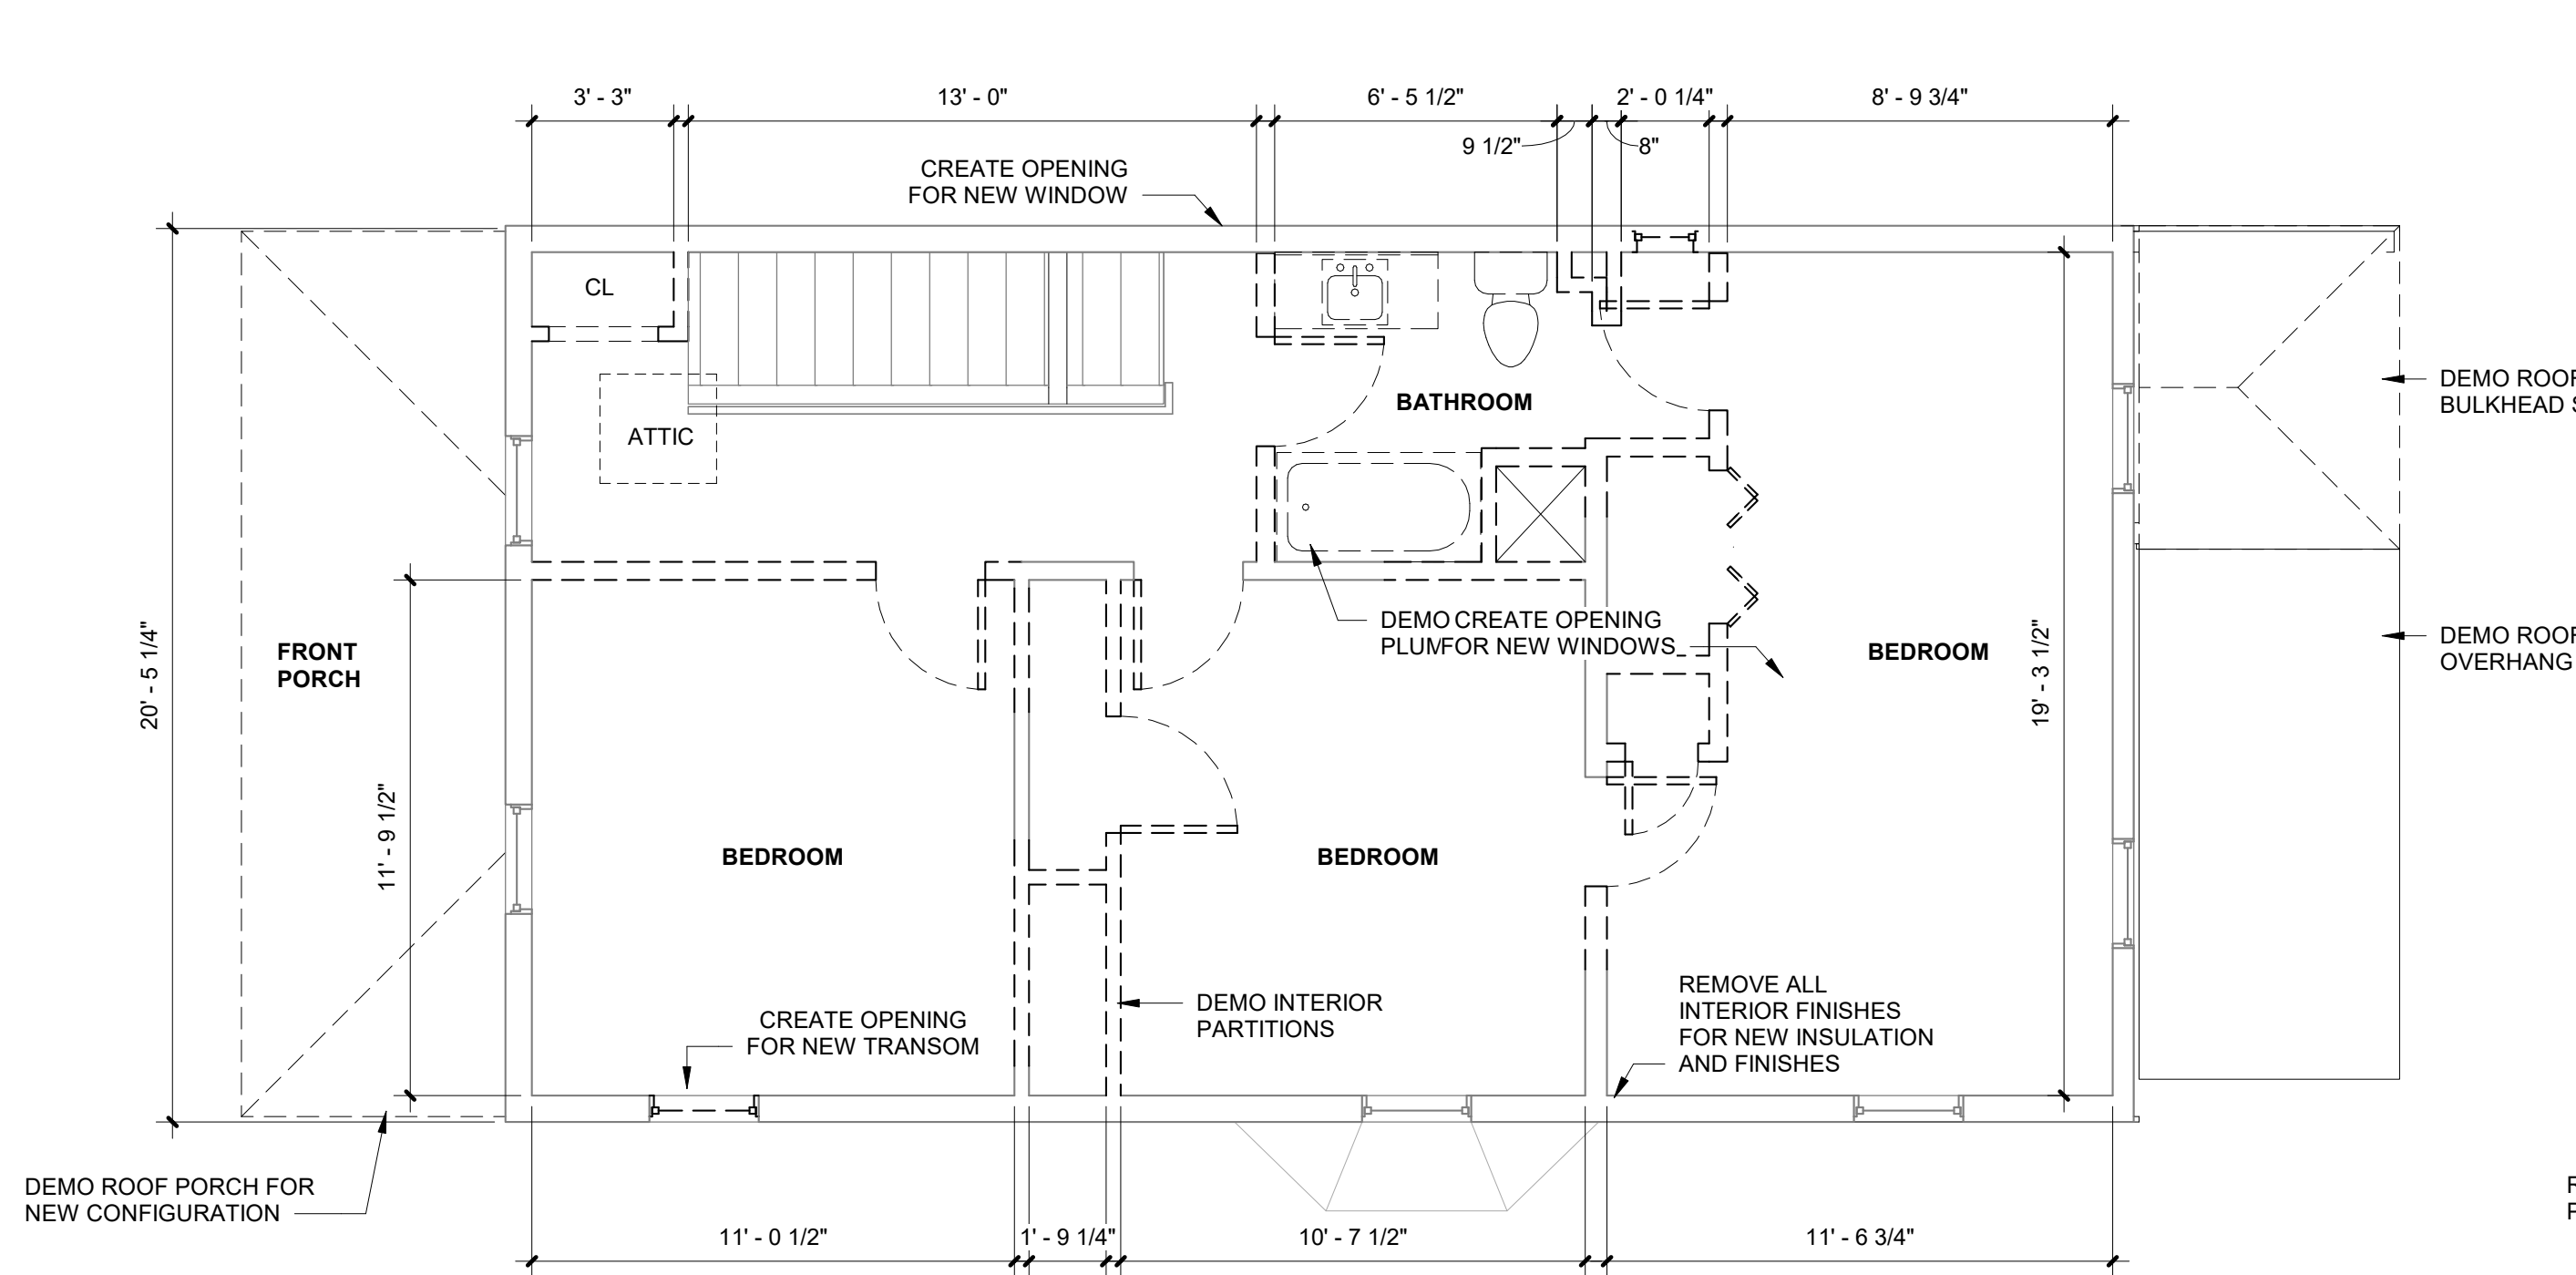 3' - 3"
13' - 0"
6' - 5 1/2"
2' - 0 1/4"
8' - 9 3/4"
9 1/2"
8"
CREATE OPENING
FOR NEW WINDOW
CL
ATTIC
BATHROOM
DEMO ROOF
BULKHEAD S
20' - 5 1/4"
FRONT
PORCH
11' - 9 1/2"
DEMO
PLUM
CREATE OPENING
FOR NEW WINDOWS
BEDROOM
19' - 3 1/2"
DEMO ROOF
OVERHANG
BEDROOM
BEDROOM
CREATE OPENING
FOR NEW TRANSOM
DEMO INTERIOR
PARTITIONS
REMOVE ALL
INTERIOR FINISHES
FOR NEW INSULATION
AND FINISHES
DEMO ROOF PORCH FOR
NEW CONFIGURATION
11' - 0 1/2"
1' - 9 1/4"
10' - 7 1/2"
11' - 6 3/4"